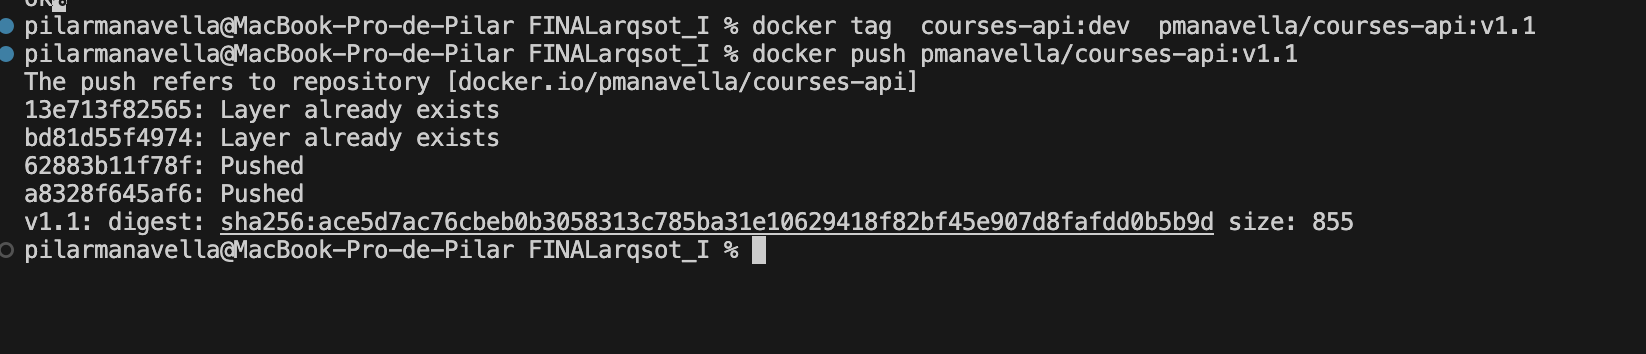 pilarmanavella@MacBook-Pro-de-Pilar FINALarqsot_I % docker tag  courses-api:dev  pmanavella/courses-api:v1.1
pilarmanavella@MacBook-Pro-de-Pilar FINALarqsot_I % docker push pmanavella/courses-api:v1.1
The push refers to repository [docker.io/pmanavella/courses-api]
13e713f82565: Layer already exists
bd81d55f4974: Layer already exists
62883b11f78f: Pushed
a8328f645af6: Pushed
v1.1: digest: sha256:ace5d7ac76cbeb0b3058313c785ba31e10629418f82bf45e907d8fafdd0b5b9d size: 855
pilarmanavella@MacBook-Pro-de-Pilar FINALarqsot_I %